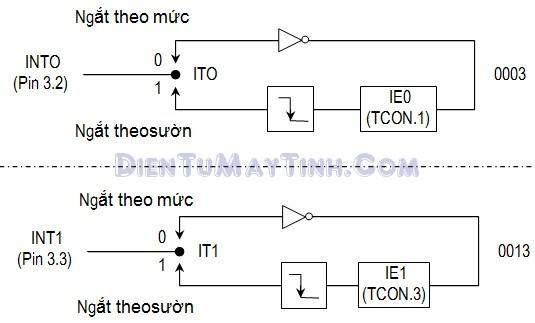 Ngắt theo mức
INTO
(Pin 3.2)
0
1
ITO
IE0
(TCON.1)
0003
Ngắt theosườn
DIENTUMAYTINH.COM
Ngắt theo mức
INT1
(Pin 3.3)
0
1
IT1
IE1
(TCON.3)
0013
Ngắt theosườn